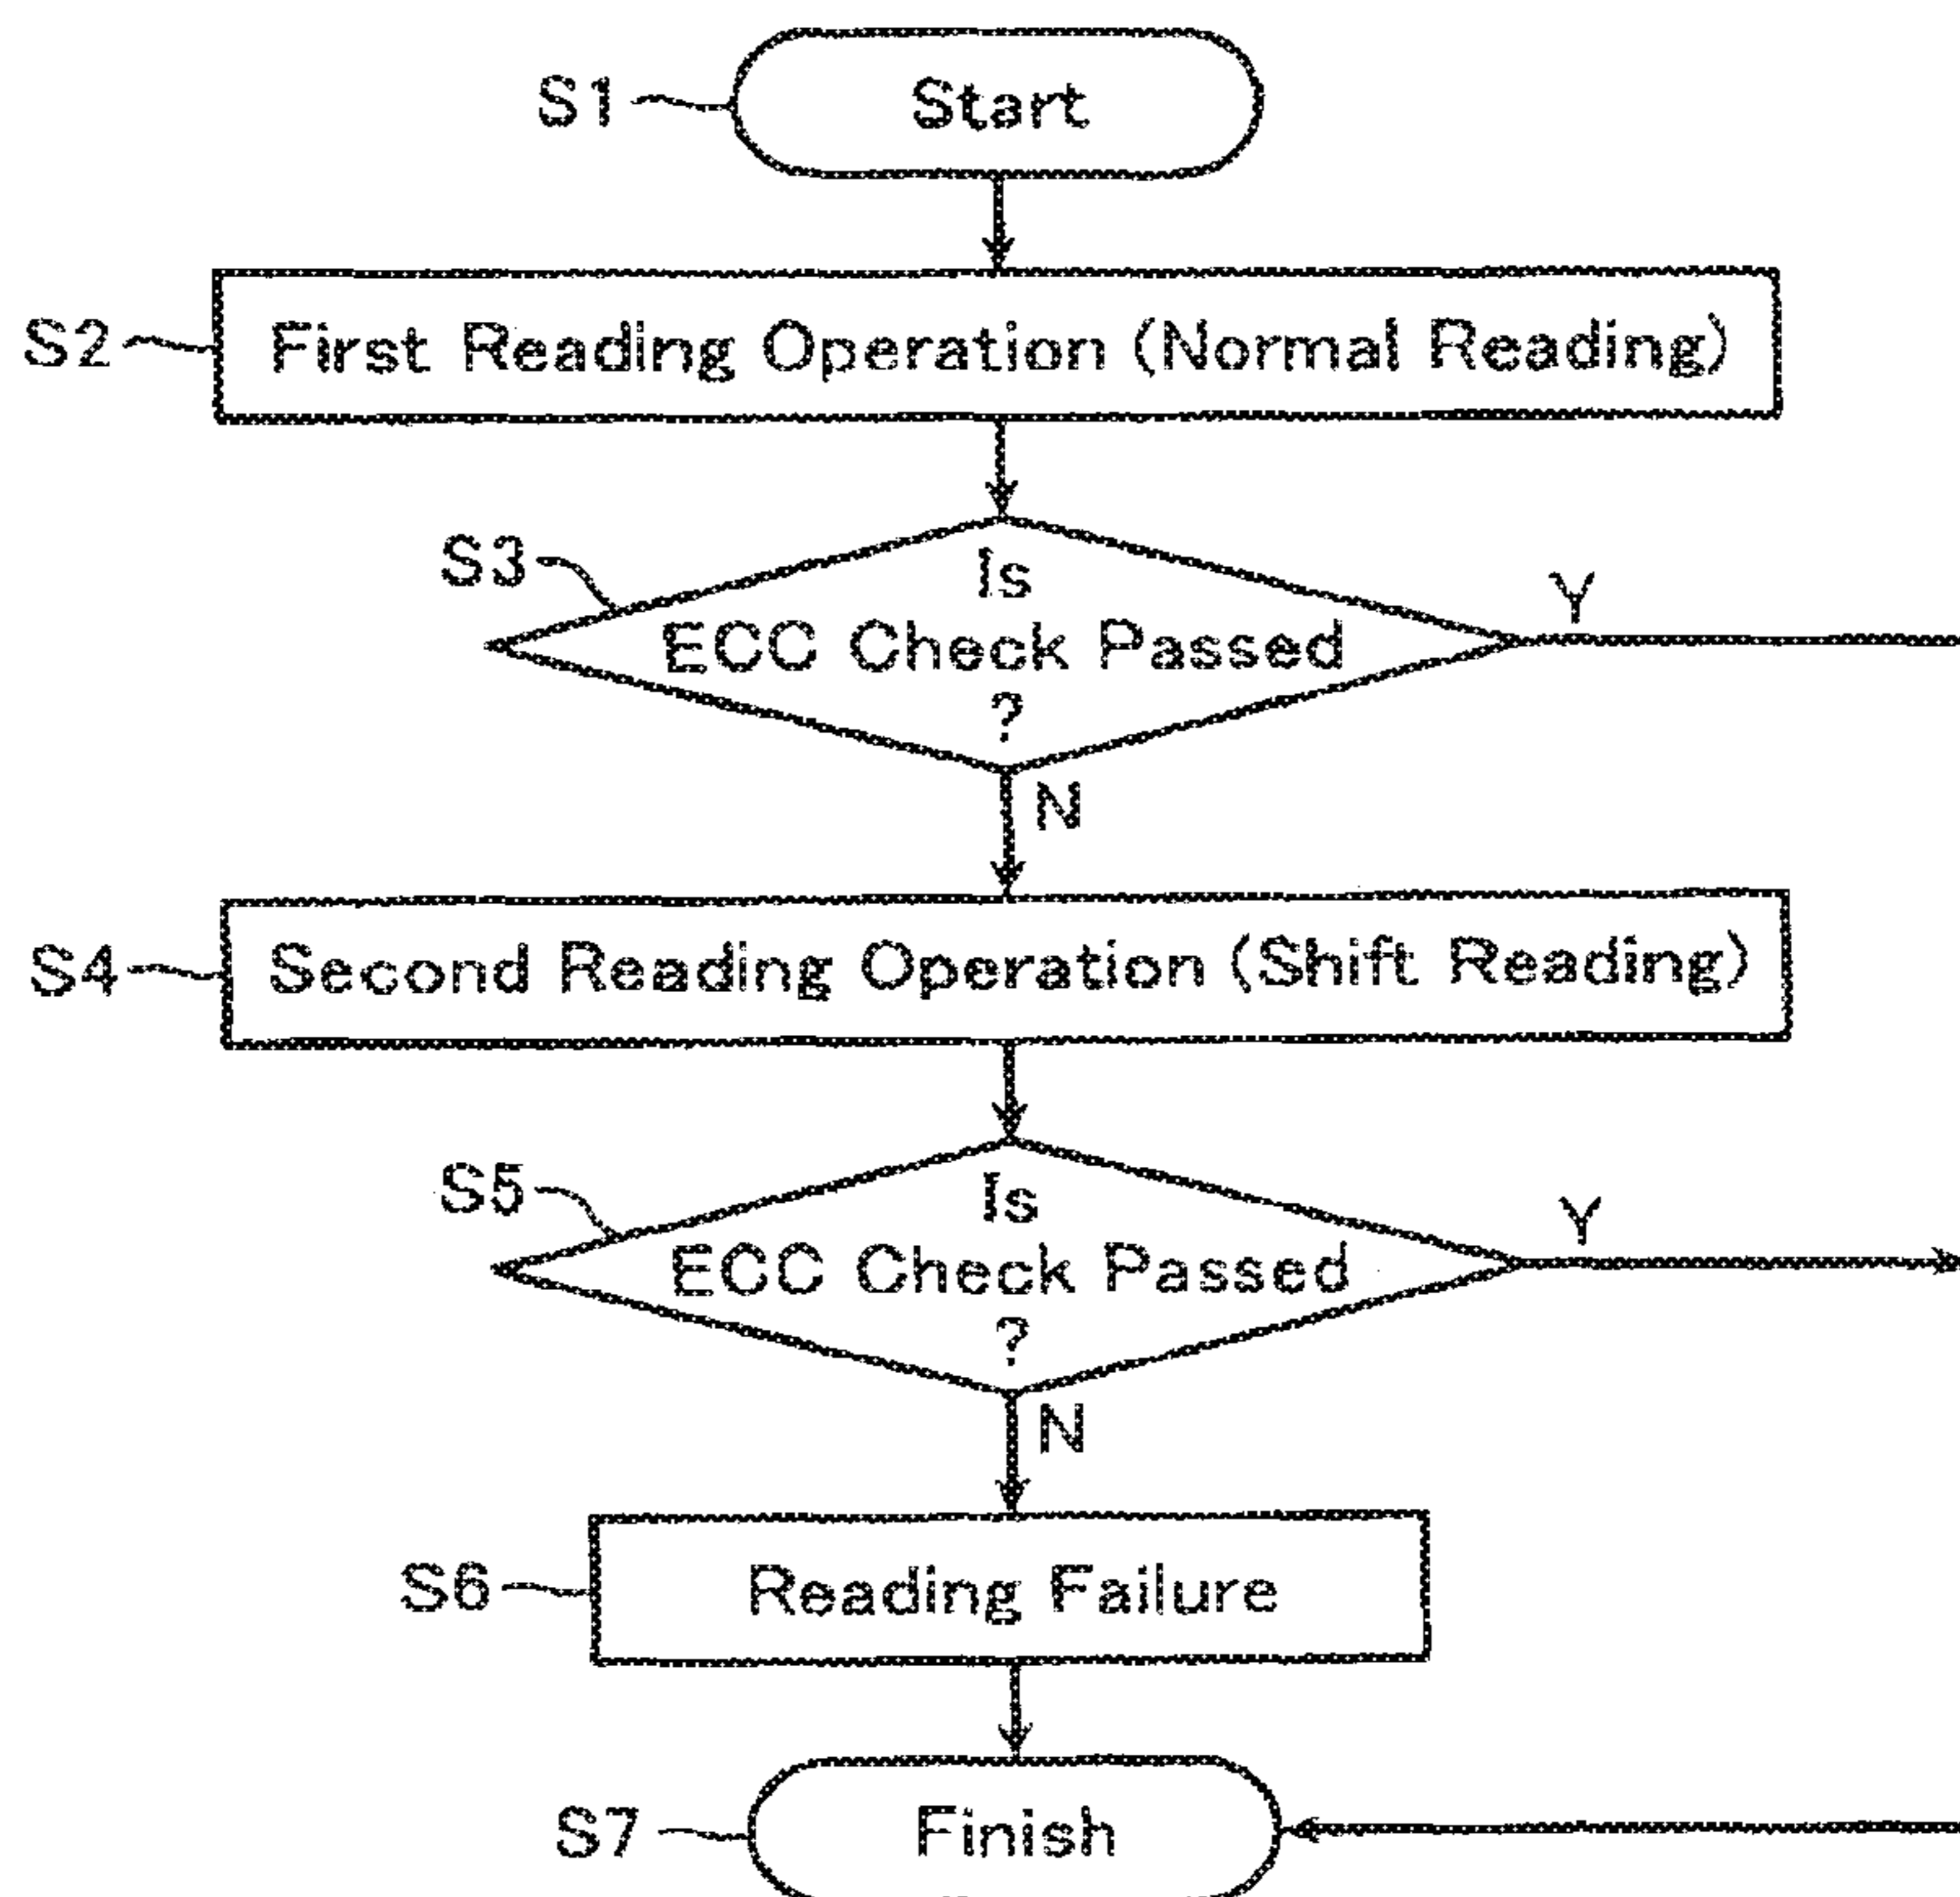 S1
Start
S2
First Reading Operation (Normal Reading)
S3
Is
ECC Check Passed
?
Y
N
S4
Second Reading Operation (Shift Reading)
S5
Is
ECC Check Passed
?
Y
N
S6
Reading Failure
S7
Finish